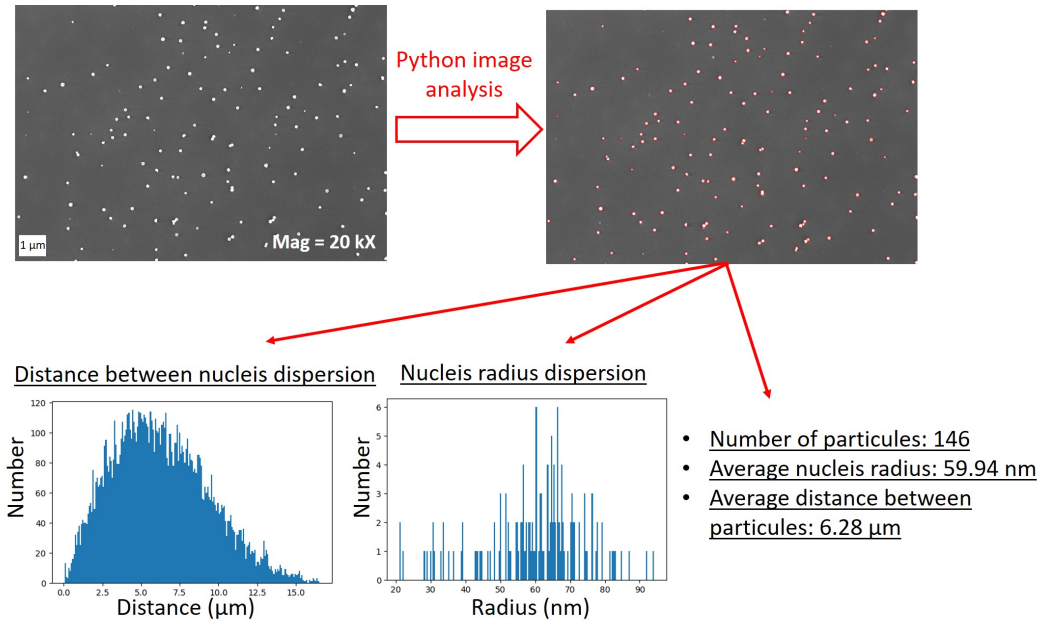 Python image
analysis
1 µm
Mag = 20 kX
Distance between nucleis dispersion
Nucleis radius dispersion
120
100
80
60
40
20
0
Number
0.0 2.5 5.0 7.5 10.0 12.5 15.0
Distance (µm)
6
5
4
3
2
1
0
Number
20 30 40 50 60 70 80 90
Radius (nm)
• Number of particules: 146
• Average nucleis radius: 59.94 nm
• Average distance between
particules: 6.28 µm